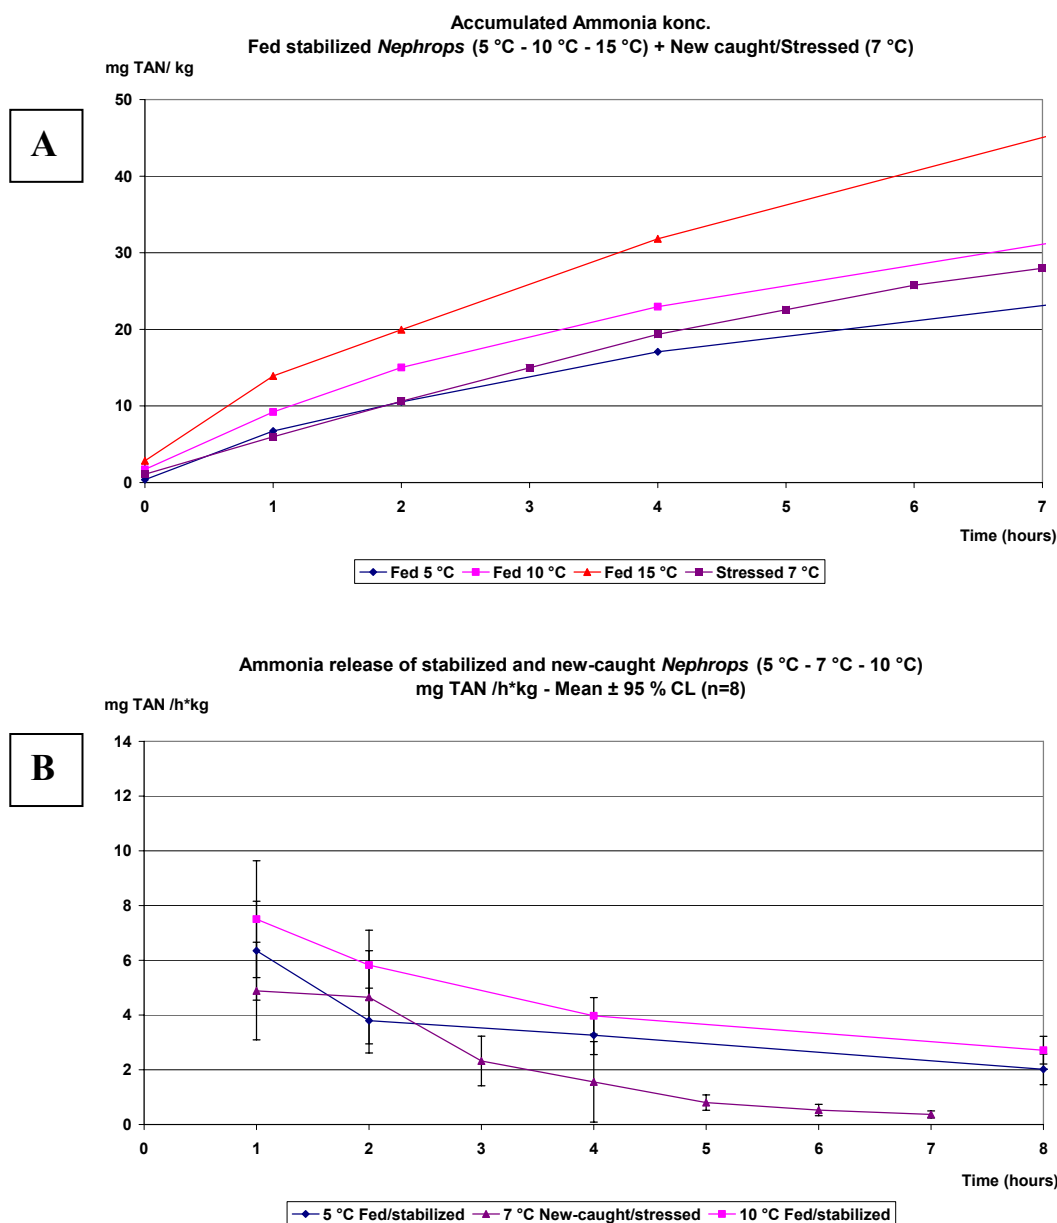 Accumulated Ammonia konc.
Fed stabilized Nephrops (5 °C - 10 °C - 15 °C) + New caught/Stressed (7 °C)
mg TAN/ kg
A
50
40
30
20
10
0
0 1 2 3 4 5 6 7
Time (hours)
Fed 5 °C Fed 10 °C Fed 15 °C Stressed 7 °C
Ammonia release of stabilized and new-caught Nephrops (5 °C - 7 °C - 10 °C)
mg TAN /h*kg - Mean ± 95 % CL (n=8)
mg TAN /h*kg
B
14
12
10
8
6
4
2
0
0 1 2 3 4 5 6 7 8
Time (hours)
5 °C Fed/stabilized 7 °C New-caught/stressed 10 °C Fed/stabilized